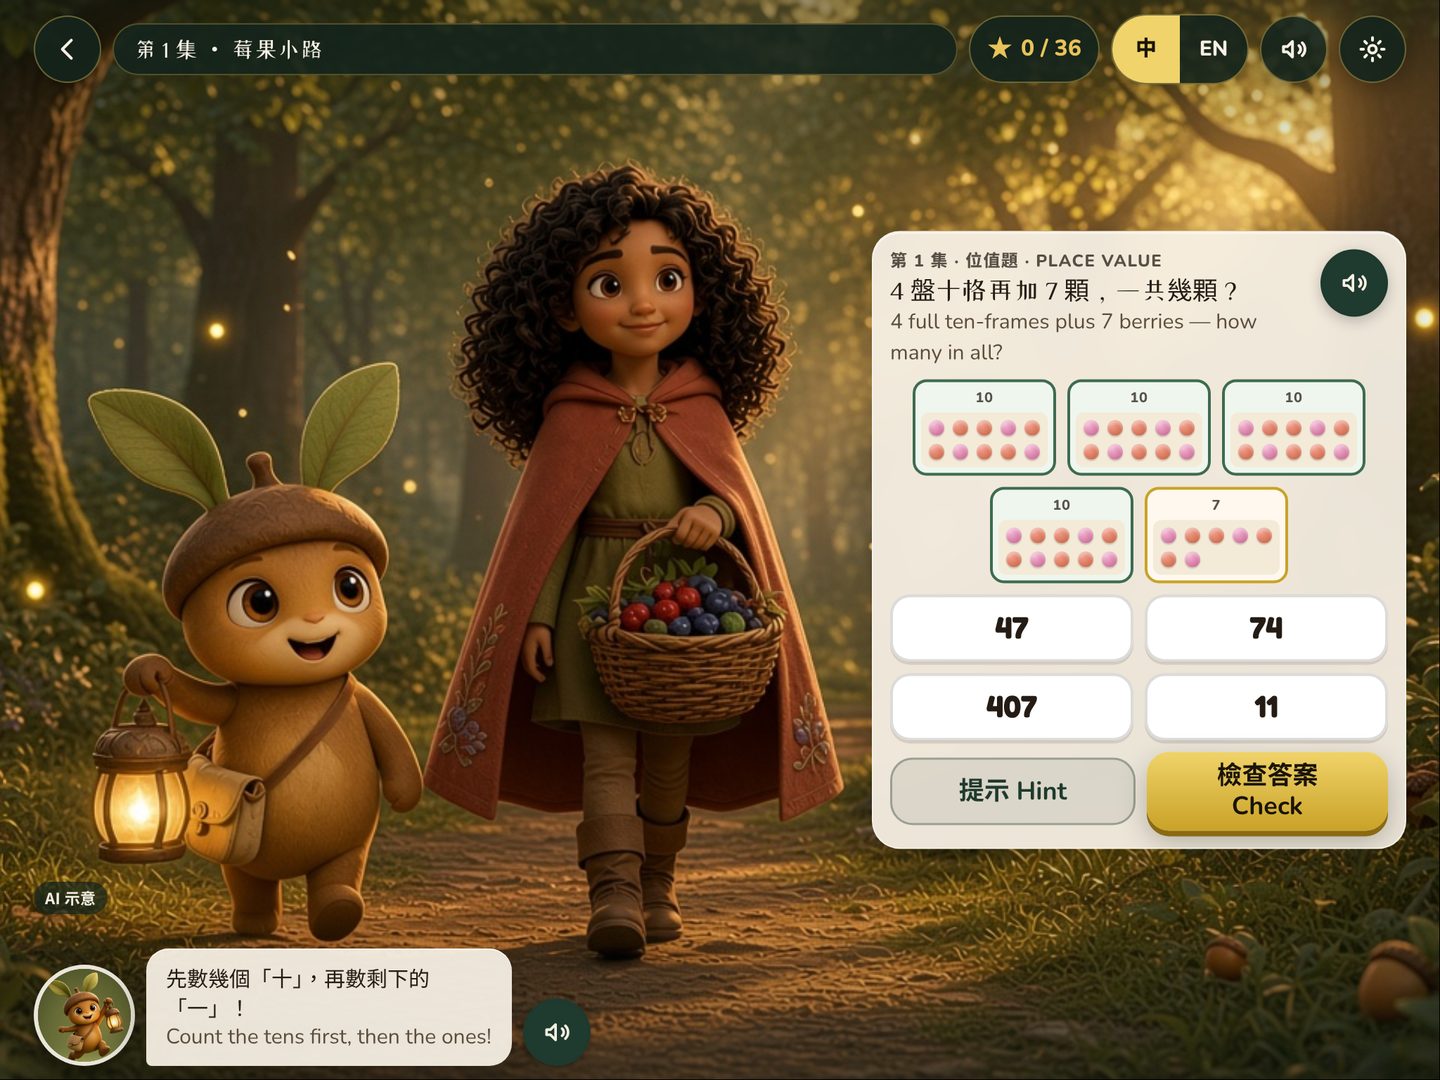 第 1 集 · 莓果小路
★ 0 / 36
中
EN
第 1 集 · 位值題 · PLACE VALUE
4 盤十格再加 7 顆，一共幾顆？
4 full ten-frames plus 7 berries — how
many in all?
10
10
10
10
7
47
74
407
11
提示 Hint
檢查答案
Check
AI 示意
先數幾個「十」，再數剩下的
「一」！
Count the tens first, then the ones!